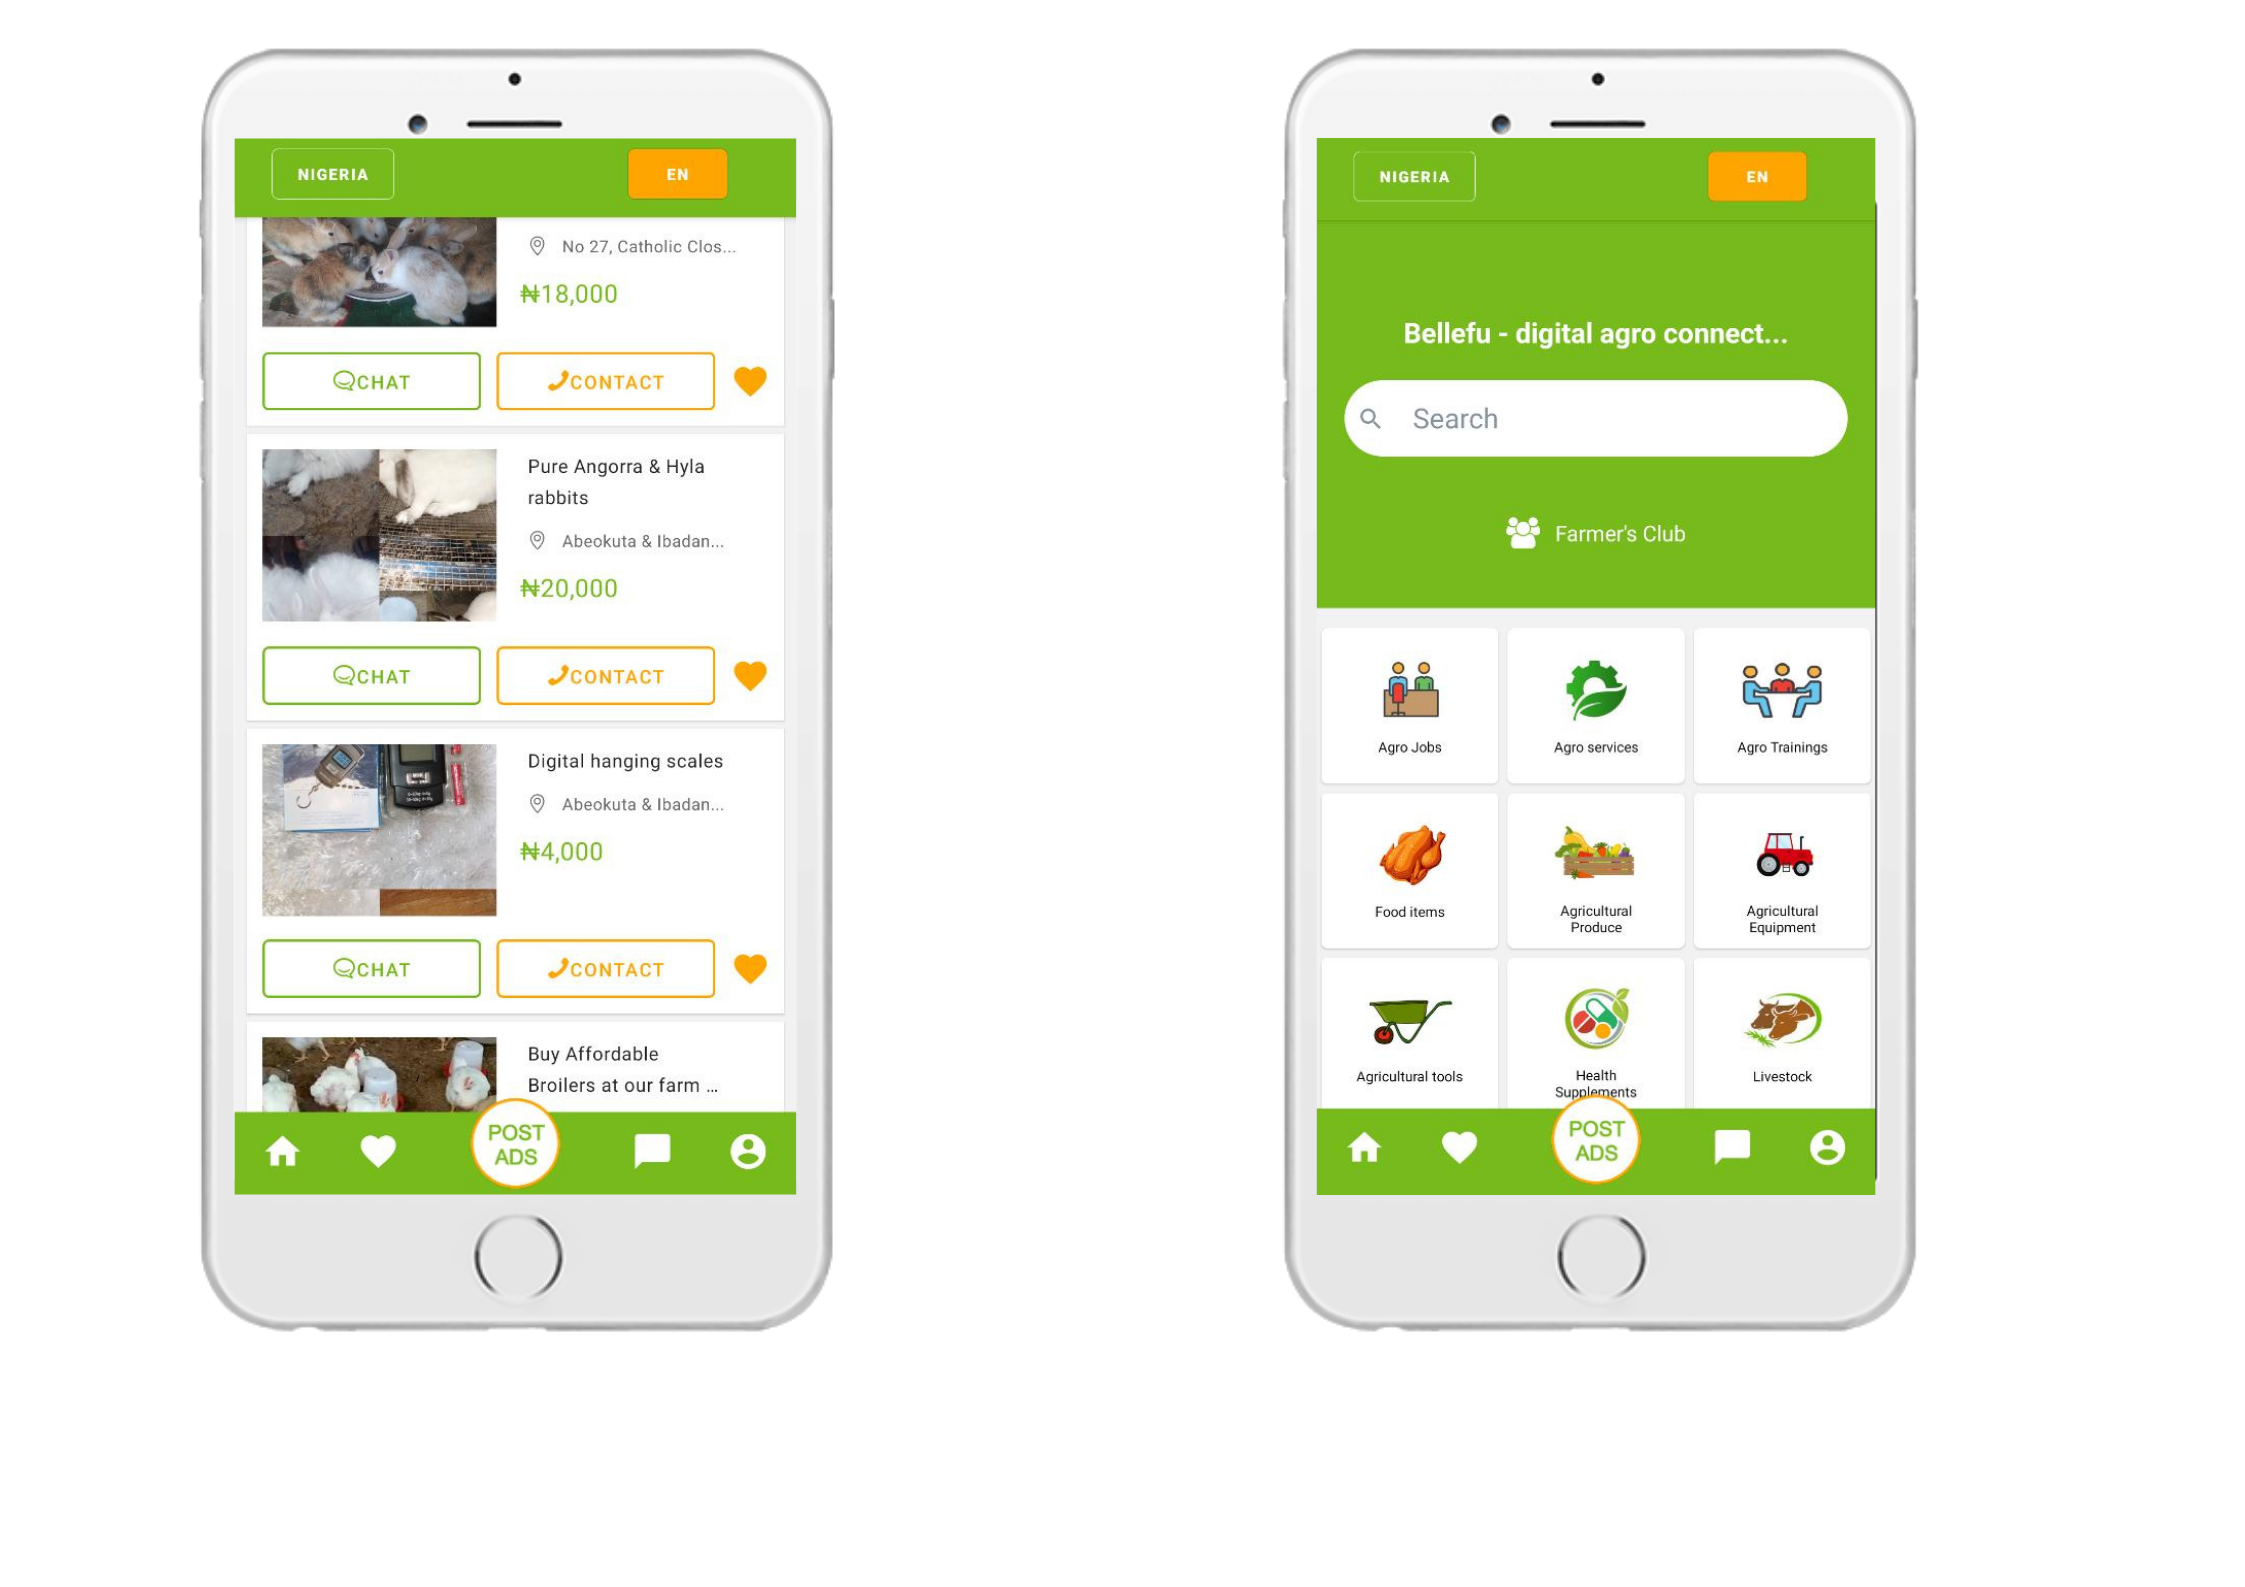 NIGERIA
EN
No 27, Catholic Clos...
₦18,000
CHAT
CONTACT
Pure Angorra & Hyla
rabbits
Abeokuta & Ibadan...
₦20,000
CHAT
CONTACT
Digital hanging scales
Abeokuta & Ibadan...
₦4,000
CHAT
CONTACT
Buy Affordable
Broilers at our farm ...
POST
ADS
NIGERIA
EN
Bellefu - digital agro connect...
Search
Farmer's Club
Agro Jobs
Agro services
Agro Trainings
Food items
Agricultural
Produce
Agricultural
Equipment
Agricultural tools
Health
Supplements
Livestock
POST
ADS